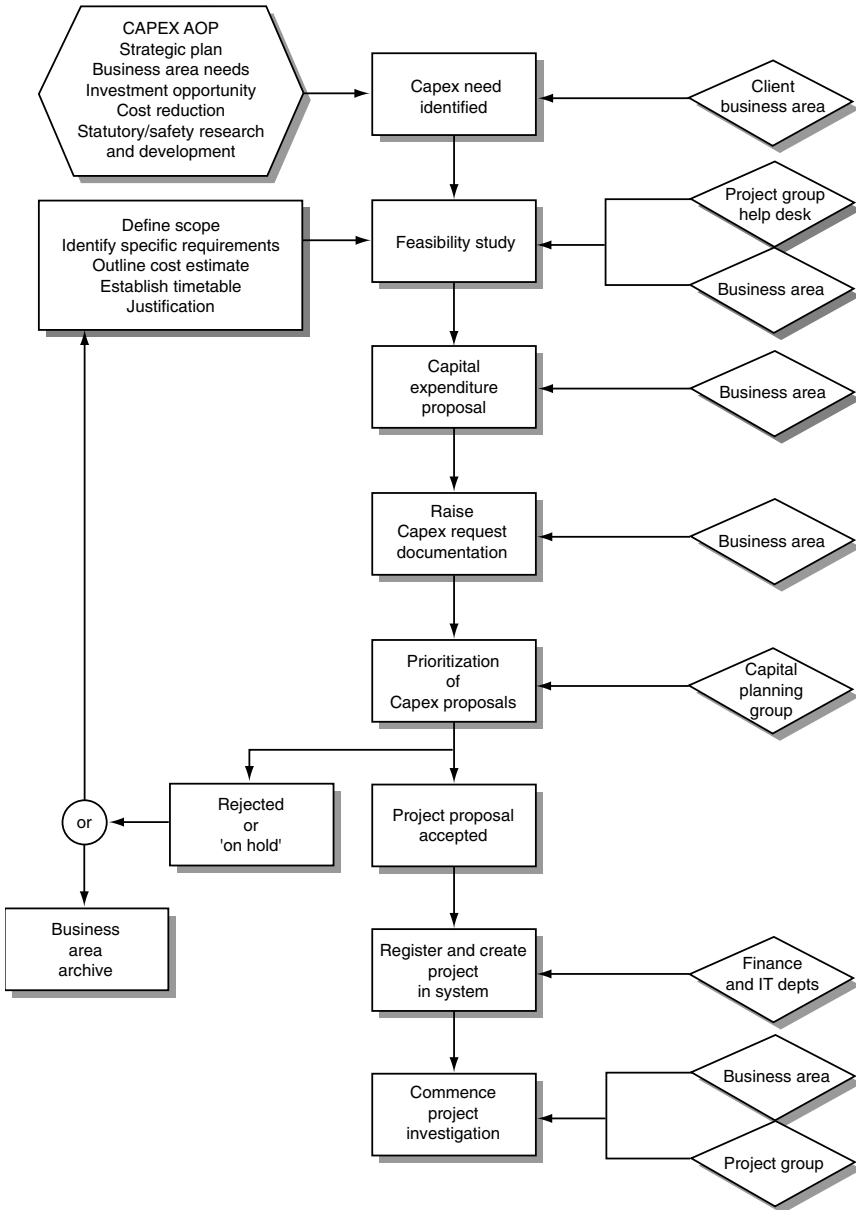 CAPEX AOP
Strategic plan
Business area needs
Investment opportunity
Cost reduction
Statutory/safety research
and development
Capex need
identified
Client
business area
Define scope
Identify specific requirements
Outline cost estimate
Establish timetable
Justification
Feasibility study
Project group
help desk
Business area
Capital
expenditure
proposal
Business area
Raise
Capex request
documentation
Business area
Prioritization
of
Capex proposals
Capital
planning
group
or
Rejected
or
'on hold'
Project proposal
accepted
Business
area
archive
Register and create
project
in system
Finance
and IT depts
Commence
project
investigation
Business area
Project group